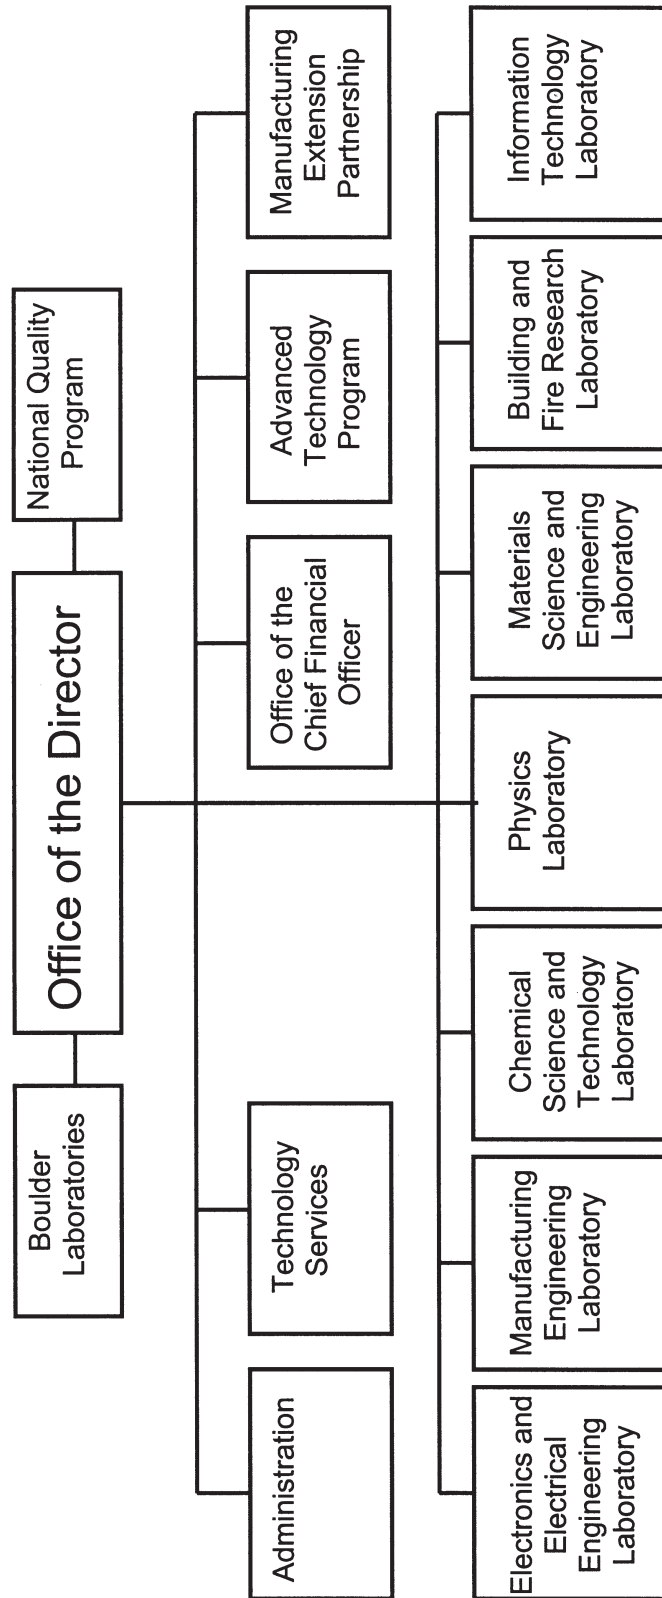 Boulder
Laboratories
Office of the Director
National Quality
Program
Administration
Technology
Services
Office of the
Chief Financial
Officer
Advanced
Technology
Program
Manufacturing
Extension
Partnership
Electronics and
Electrical
Engineering
Laboratory
Manufacturing
Engineering
Laboratory
Chemical
Science and
Technology
Laboratory
Physics
Laboratory
Materials
Science and
Engineering
Laboratory
Building and
Fire Research
Laboratory
Information
Technology
Laboratory